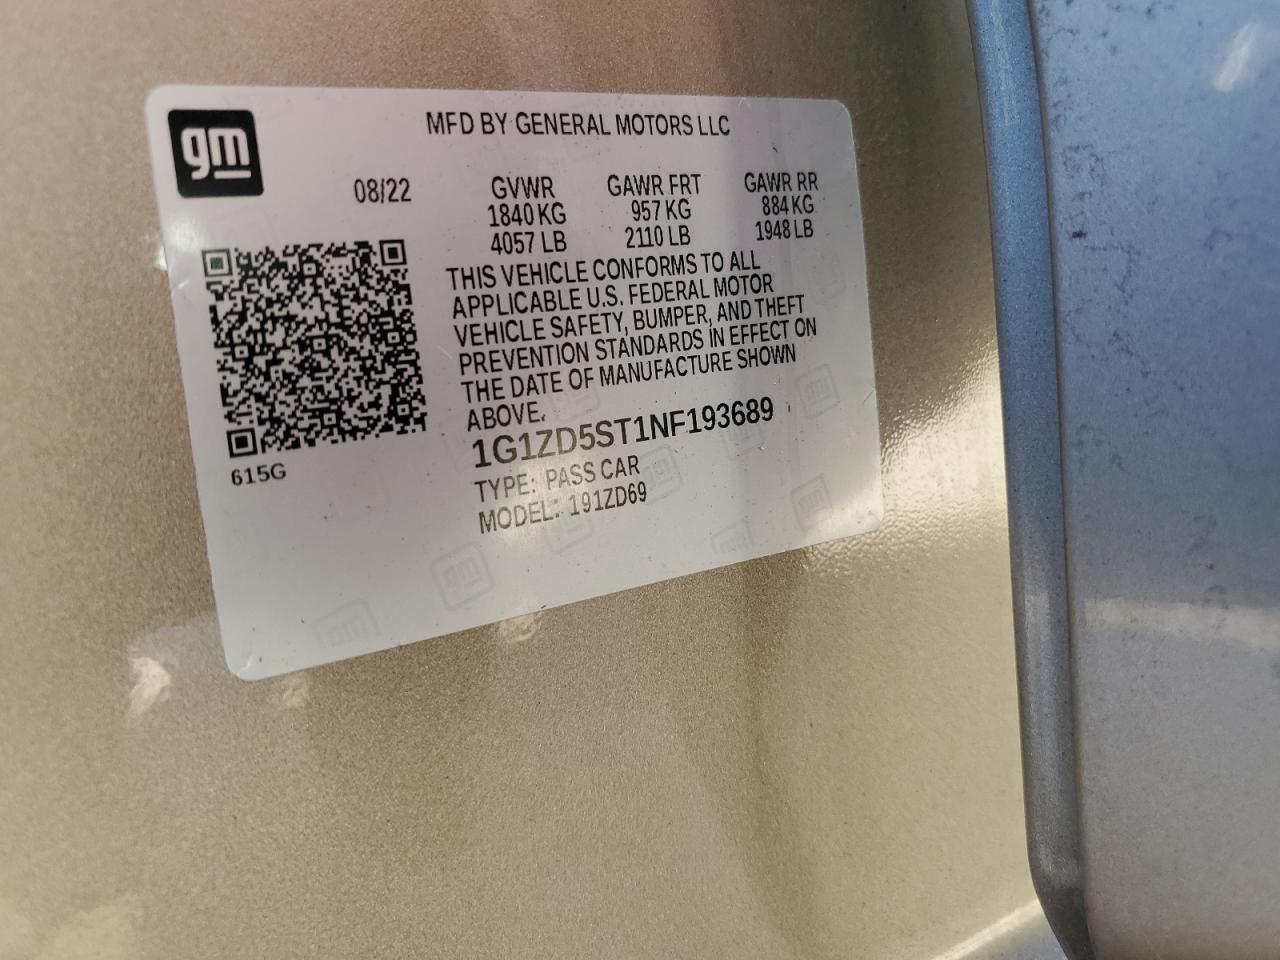 gm
MFD BY GENERAL MOTORS LLC
08/22 GVWR GAWR FRT GAWR RR
1840 KG 957 KG 884 KG
4057 LB 2110 LB 1948 LB
THIS VEHICLE CONFORMS TO ALL
APPLICABLE U.S. FEDERAL MOTOR
VEHICLE SAFETY, BUMPER, AND THEFT
PREVENTION STANDARDS IN EFFECT ON
THE DATE OF MANUFACTURE SHOWN
ABOVE.
1G1ZD5ST1NF193689
615G
TYPE: PASS CAR
MODEL: 191ZD69